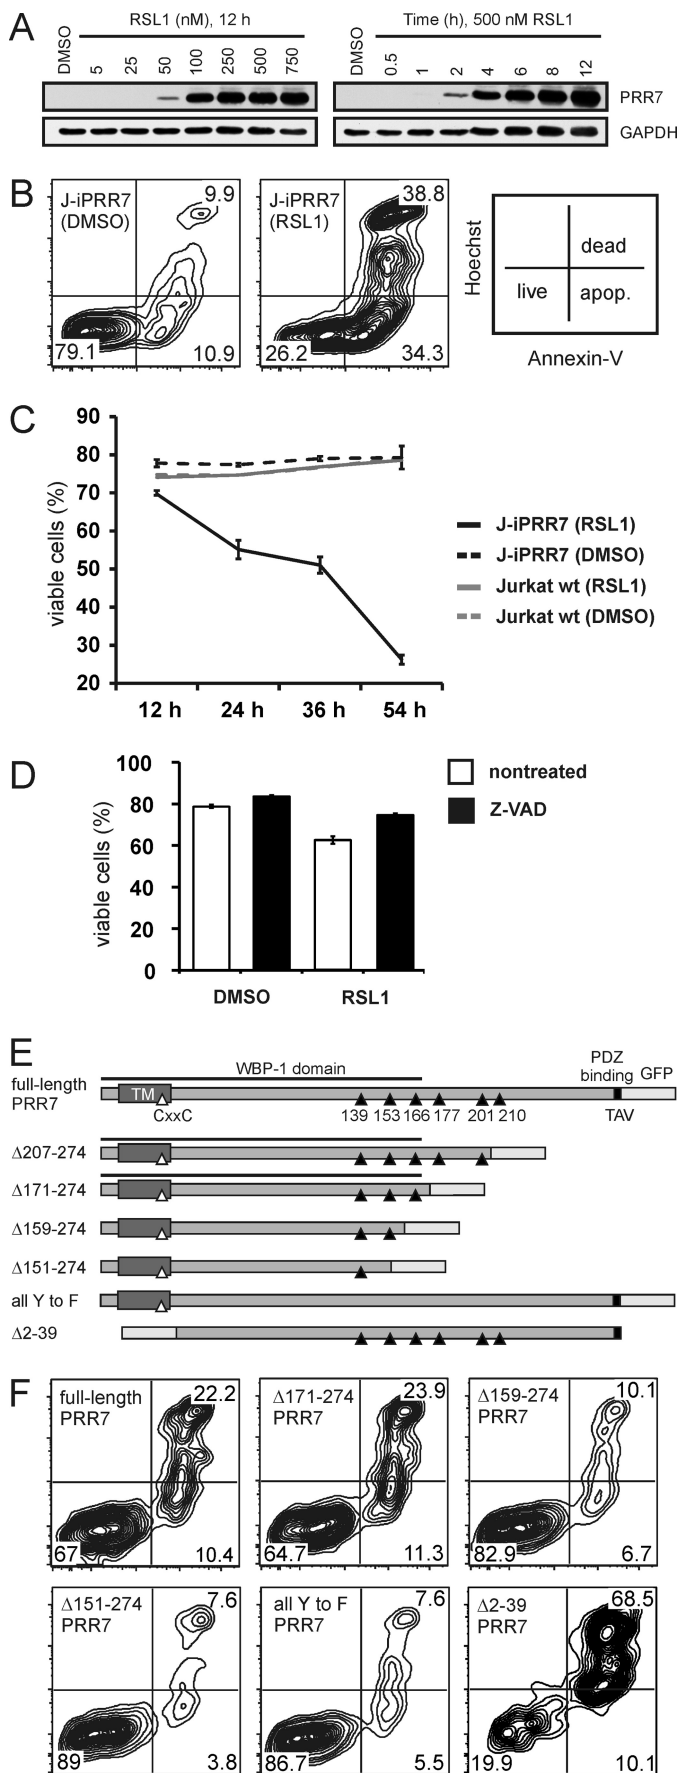 A
RSL1 (nM), 12 h
Time (h), 500 nM RSL1
DMSO 5 25 50 100 250 500 750
DMSO 0.5 1 2 4 6 8 12
PRR7
GAPDH
B
J-iPRR7
(DMSO)
9.9
79.1
10.9
J-iPRR7
(RSL1)
38.8
26.2
34.3
Hoechst
dead
live
apop.
Annexin-V
C
viable cells (%)
90
80
70
60
50
40
30
20
12 h 24 h 36 h 54 h
J-iPRR7 (RSL1)
J-iPRR7 (DMSO)
Jurkat wt (RSL1)
Jurkat wt (DMSO)
D
viable cells (%)
100
80
60
40
20
0
DMSO RSL1
nontreated
Z-VAD
E
WBP-1 domain
PDZ
binding
GFP
full-length
PRR7
TM
CxxC
139 153 166 177 201 210
TAV
Δ207-274
Δ171-274
Δ159-274
Δ151-274
all Y to F
Δ2-39
F
full-length
PRR7
22.2
67
10.4
Δ171-274
PRR7
23.9
64.7
11.3
Δ159-274
PRR7
10.1
82.9
6.7
Δ151-274
PRR7
7.6
89
3.8
all Y to F
PRR7
7.6
86.7
5.5
Δ2-39
PRR7
68.5
19.9
10.1